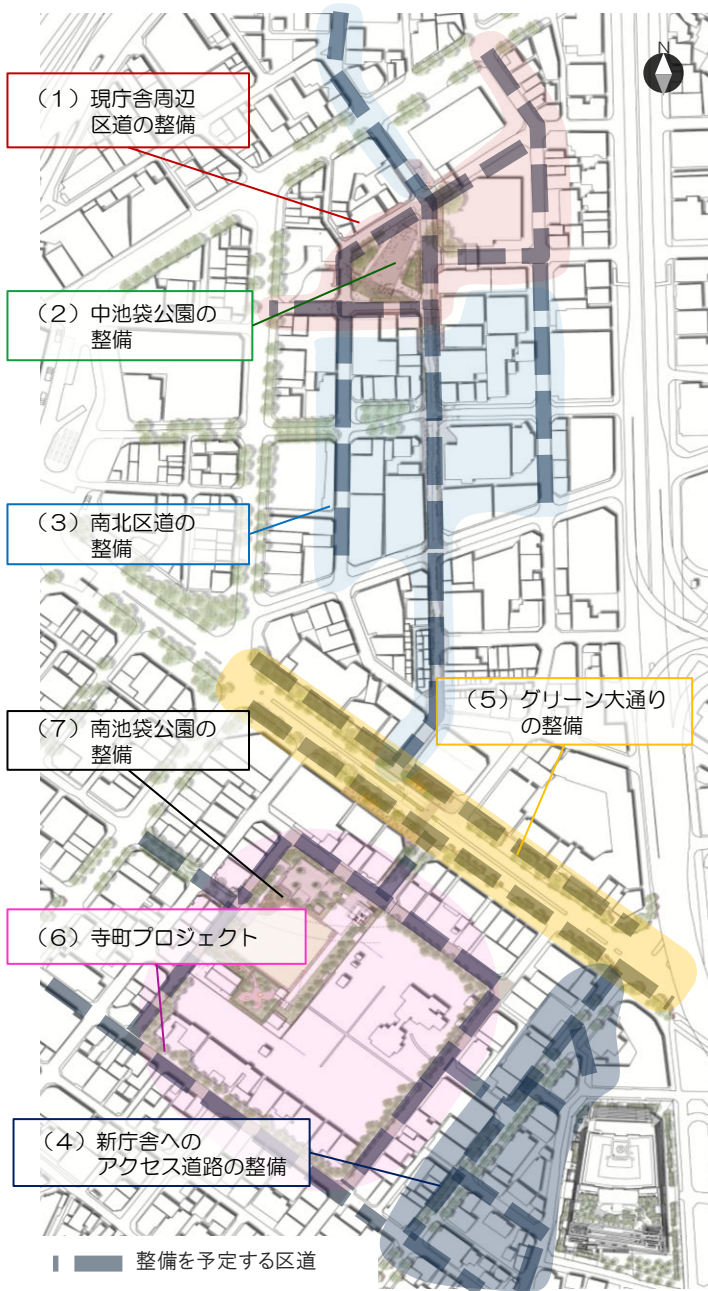 N
（1）現庁舎周辺
区道の整備
（2）中池袋公園の
整備
（3）南北区道の
整備
（5）グリーン大通り
の整備
（7）南池袋公園の
整備
（6）寺町プロジェクト
（4）新庁舎への
アクセス道路の整備
整備を予定する区道